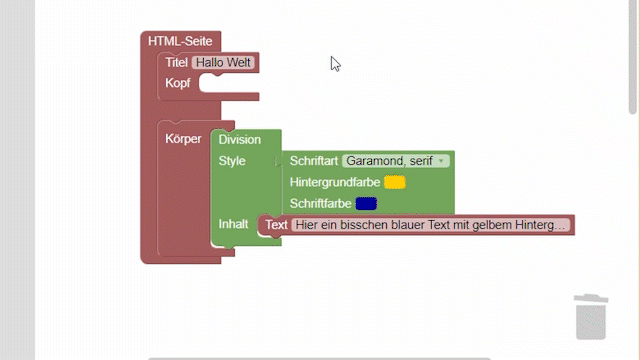 HTML-Seite
Titel Hallo Welt
Kopf
Körper
Division
Style
Schriftart Garamond, serif
Hintergrundfarbe
Schriftfarbe
Inhalt
Text Hier ein bisschen blauer Text mit gelbem Hinterg...